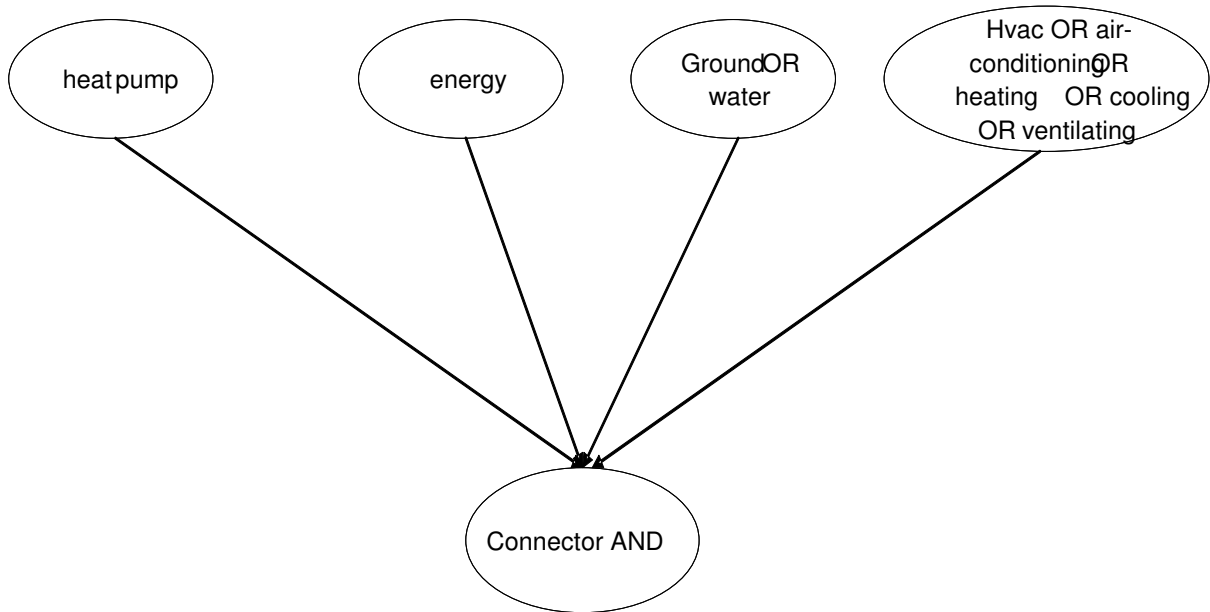 heat pump
energy
Ground OR
water
Hvac OR air-
conditioning OR
heating OR cooling
OR ventilating
Connector AND